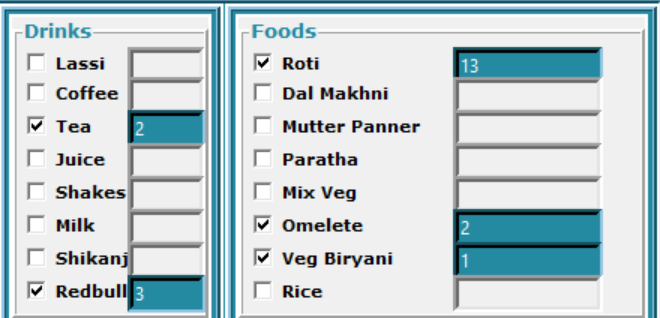 Drinks
Lassi
Coffee
Tea 2
Juice
Shakes
Milk
Shikanj
Redbull 3
Foods
Roti 13
Dal Makhni
Mutter Panner
Paratha
Mix Veg
Omelete 2
Veg Biryani 1
Rice